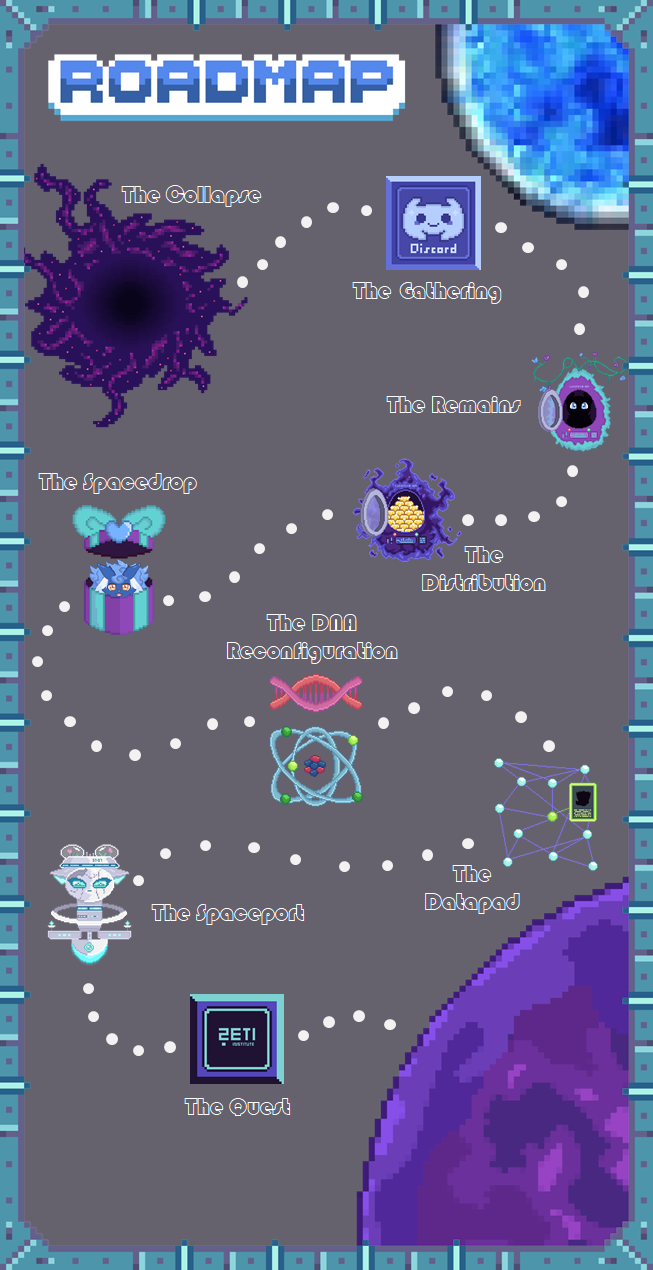 ROADMAP
The Collapse
Discord
The Gathering
The Remains
The Spacedrop
The
Distribution
The DNA
Reconfiguration
The
Datapad
The Spaceport
ZETI
INSTITUTE
The Quest